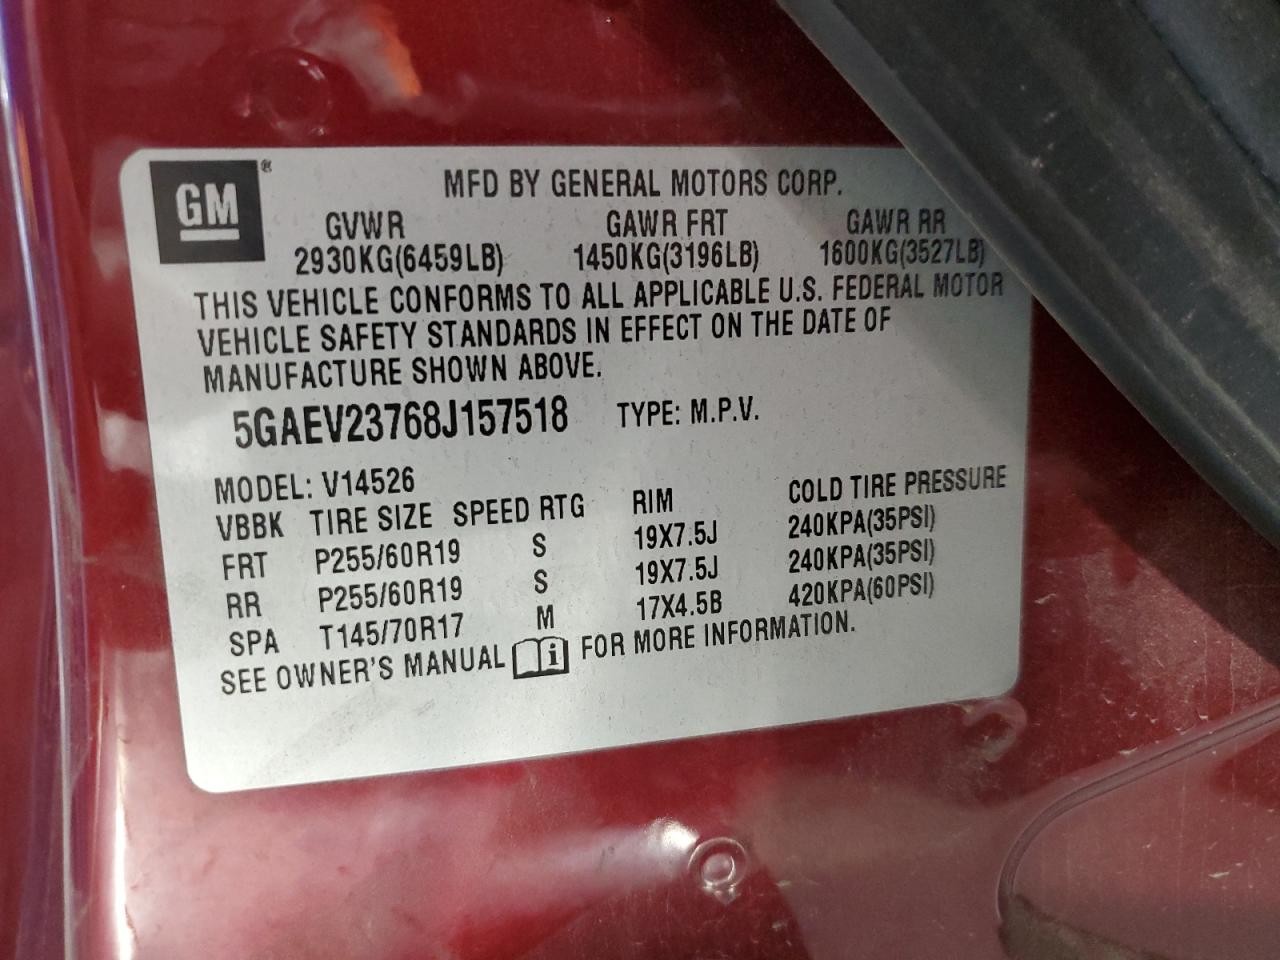 GM ®
MFD BY GENERAL MOTORS CORP.
GVWR GAWR FRT GAWR RR
2930KG(6459LB) 1450KG(3196LB) 1600KG(3527LB)
THIS VEHICLE CONFORMS TO ALL APPLICABLE U.S. FEDERAL MOTOR
VEHICLE SAFETY STANDARDS IN EFFECT ON THE DATE OF
MANUFACTURE SHOWN ABOVE.
5GAEV23768J157518 TYPE: M.P.V.
MODEL: V14526
VBBK TIRE SIZE SPEED RTG RIM COLD TIRE PRESSURE
FRT P255/60R19 S 19X7.5J 240KPA(35PSI)
RR P255/60R19 S 19X7.5J 240KPA(35PSI)
SPA T145/70R17 M 17X4.5B 420KPA(60PSI)
SEE OWNER'S MANUAL i FOR MORE INFORMATION.